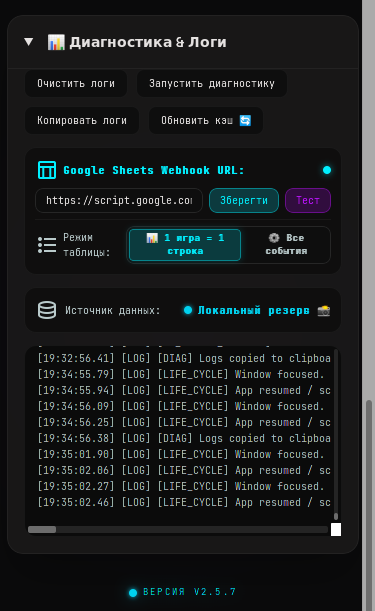 ▼ 📊 Диагностика & Логи
Очистить логи Запустить диагностику
Копировать логи Обновить кэш 🔄
Google Sheets Webhook URL:
https://script.google.co Зберегти Тест
Режим таблицы:
📊 1 игра = 1 строка
⚙️ Все события
Источник данных: Локальный резерв 📸
[19:32:56.41] [LOG] [DIAG] Logs copied to clipboa
[19:34:55.79] [LOG] [LIFE_CYCLE] Window focused.
[19:34:55.94] [LOG] [LIFE_CYCLE] App resumed / sc
[19:34:56.09] [LOG] [LIFE_CYCLE] Window focused.
[19:34:56.25] [LOG] [LIFE_CYCLE] App resumed / sc
[19:34:56.38] [LOG] [DIAG] Logs copied to clipboa
[19:35:01.90] [LOG] [LIFE_CYCLE] Window focused.
[19:35:02.06] [LOG] [LIFE_CYCLE] App resumed / sc
[19:35:02.27] [LOG] [LIFE_CYCLE] Window focused.
[19:35:02.46] [LOG] [LIFE_CYCLE] App resumed / sc
ВЕРСИЯ V2.5.7